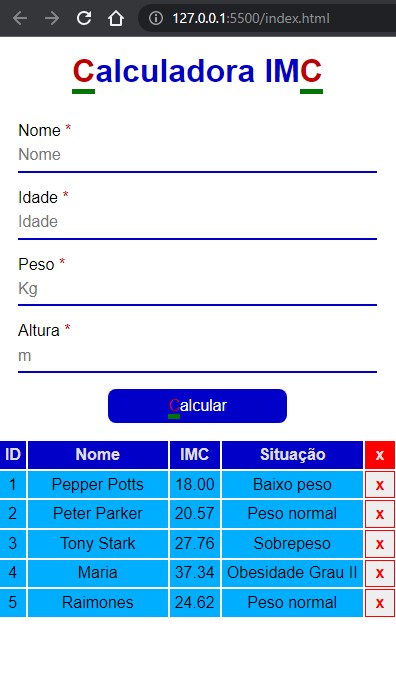 127.0.0.1:5500/index.html
Calculadora IMC
Nome *
Nome
Idade *
Idade
Peso *
Kg
Altura *
m
Calcular
ID Nome IMC Situação x
1 Pepper Potts 18.00 Baixo peso x
2 Peter Parker 20.57 Peso normal x
3 Tony Stark 27.76 Sobrepeso x
4 Maria 37.34 Obesidade Grau II x
5 Raimones 24.62 Peso normal x